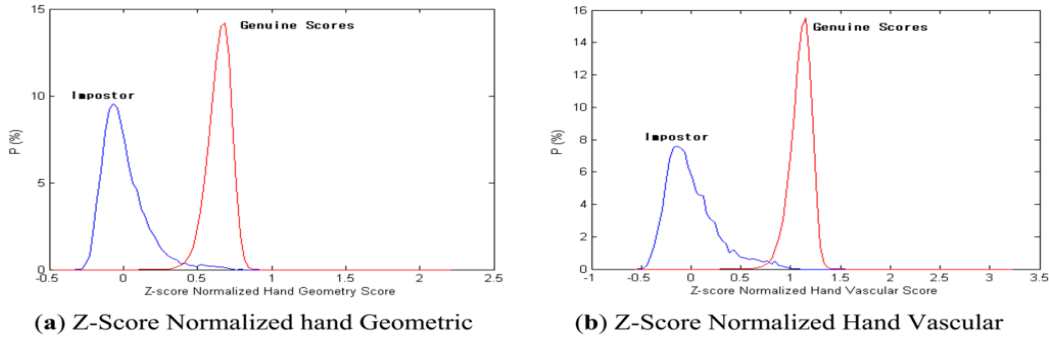 15
Genuine Scores
Impostor
10
P (%)
5
0
-0.5 0 0.5 1 1.5 2 2.5
Z-score Normalized Hand Geometry Score
(a) Z-Score Normalized hand Geometric
16
Genuine Scores
14
12
10
P (%)
8
Impostor
6
4
2
0
-1 -0.5 0 0.5 1 1.5 2 2.5 3 3.5
Z-score Normalized Hand Vascular Score
(b) Z-Score Normalized Hand Vascular